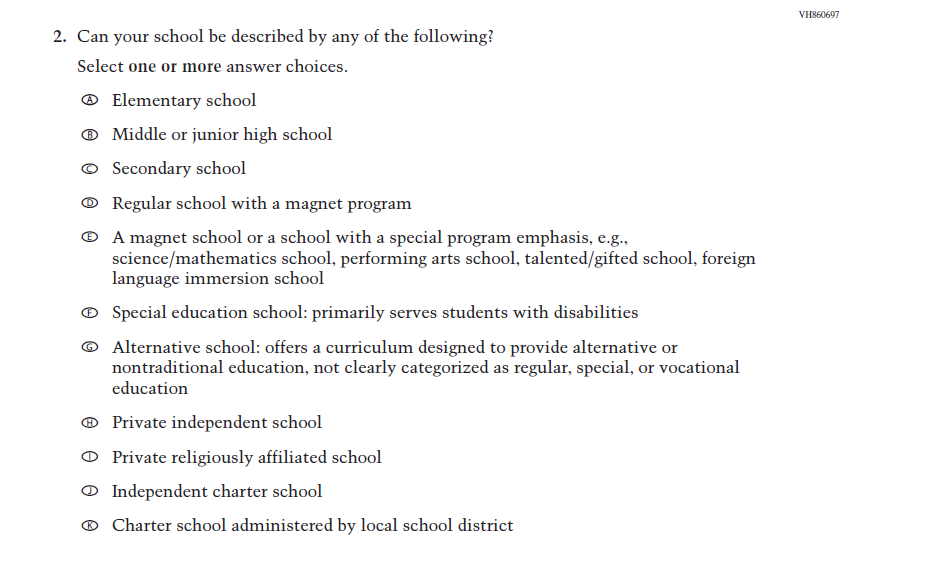 VH860697
2. Can your school be described by any of the following?
Select one or more answer choices.
A Elementary school
B Middle or junior high school
C Secondary school
D Regular school with a magnet program
E A magnet school or a school with a special program emphasis, e.g.,
science/mathematics school, performing arts school, talented/gifted school, foreign
language immersion school
F Special education school: primarily serves students with disabilities
G Alternative school: offers a curriculum designed to provide alternative or
nontraditional education, not clearly categorized as regular, special, or vocational
education
H Private independent school
I Private religiously affiliated school
J Independent charter school
K Charter school administered by local school district